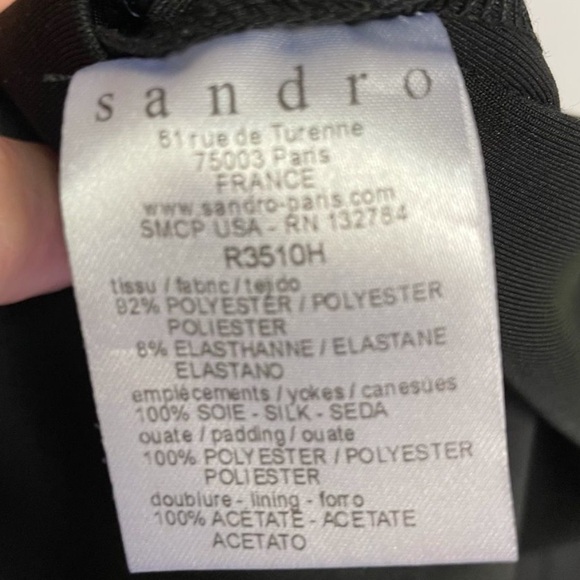 sandro
81 rue de Turenne
75003 Paris
FRANCE
www.sandro-paris.com
SMCP USA - RN 132784
R3510H
tissu / fabric / tejido
92% POLYESTER / POLYESTER
POLIESTER
8% ELASTHANNE / ELASTANE
ELASTANO
emplècements / yokes / canesúes
100% SOIE - SILK - SEDA
ouate / padding / ouate
100% POLYESTER / POLYESTER
POLIESTER
doublure - lining - forro
100% ACETATE - ACETATE
ACETATO